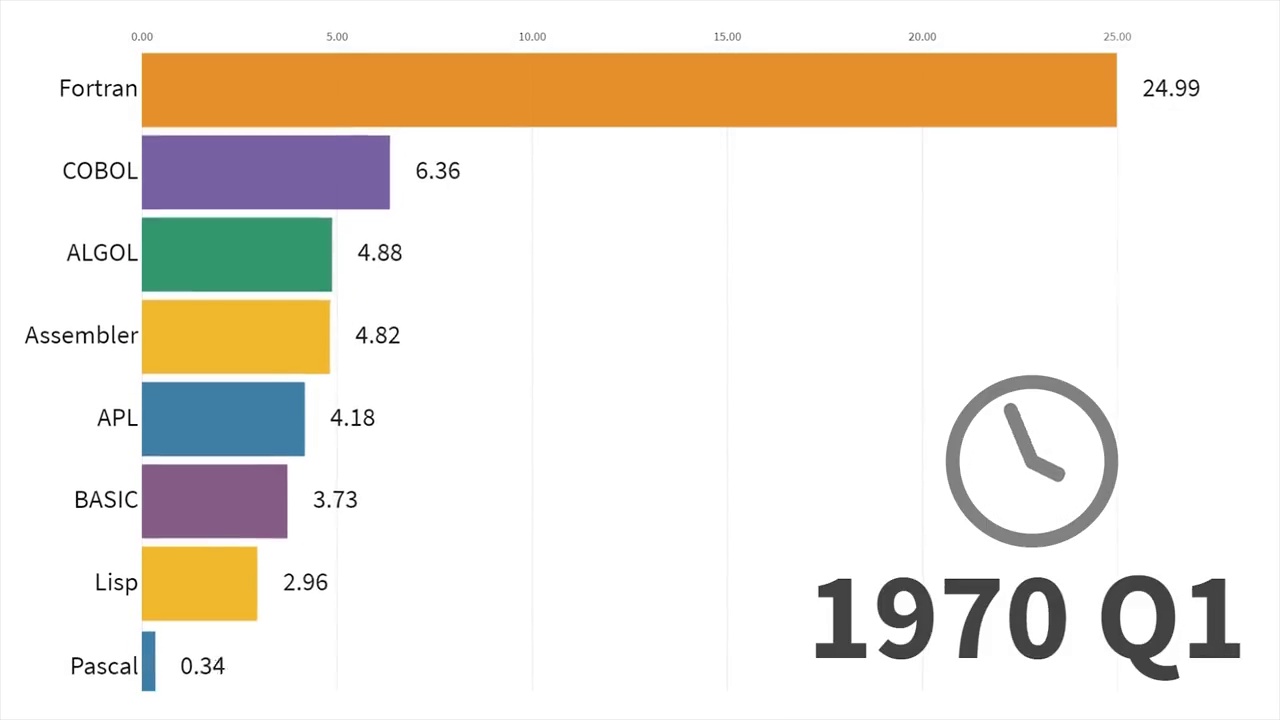 0.00 5.00 10.00 15.00 20.00 25.00
Fortran 24.99
COBOL 6.36
ALGOL 4.88
Assembler 4.82
APL 4.18
BASIC 3.73
Lisp 2.96
Pascal 0.34
1970 Q1